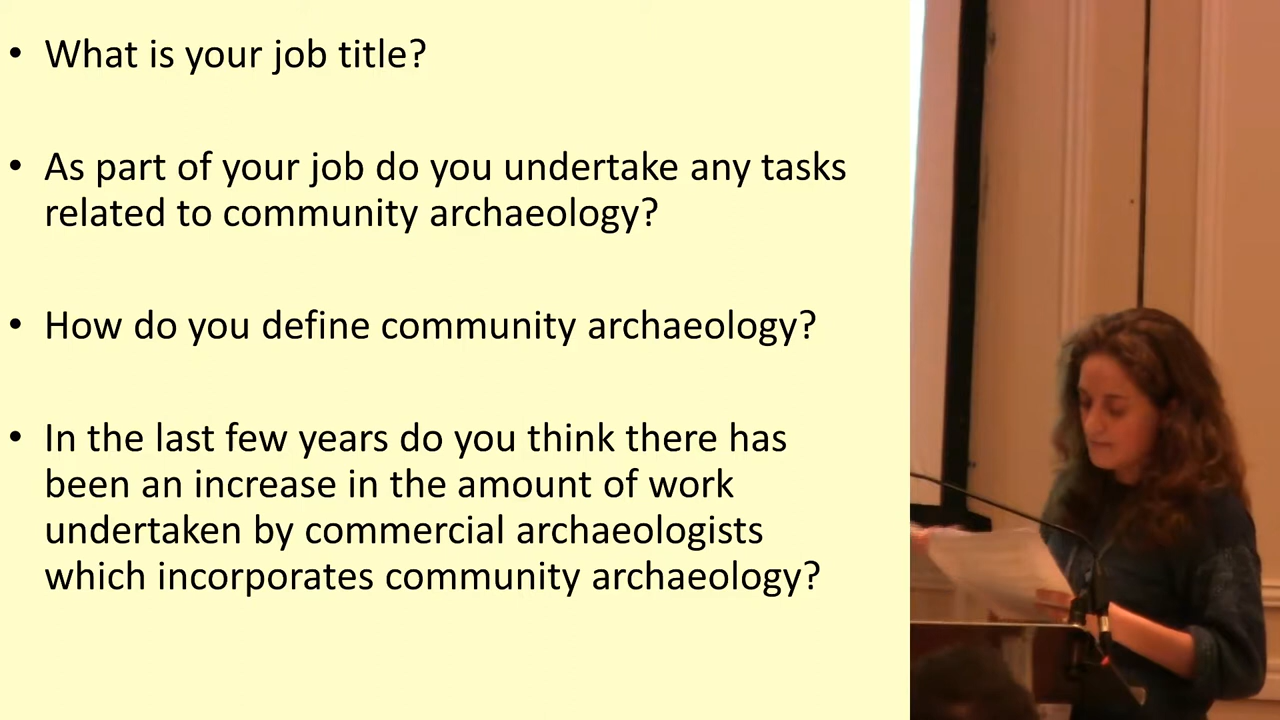 • What is your job title?
• As part of your job do you undertake any tasks
related to community archaeology?
• How do you define community archaeology?
• In the last few years do you think there has
been an increase in the amount of work
undertaken by commercial archaeologists
which incorporates community archaeology?